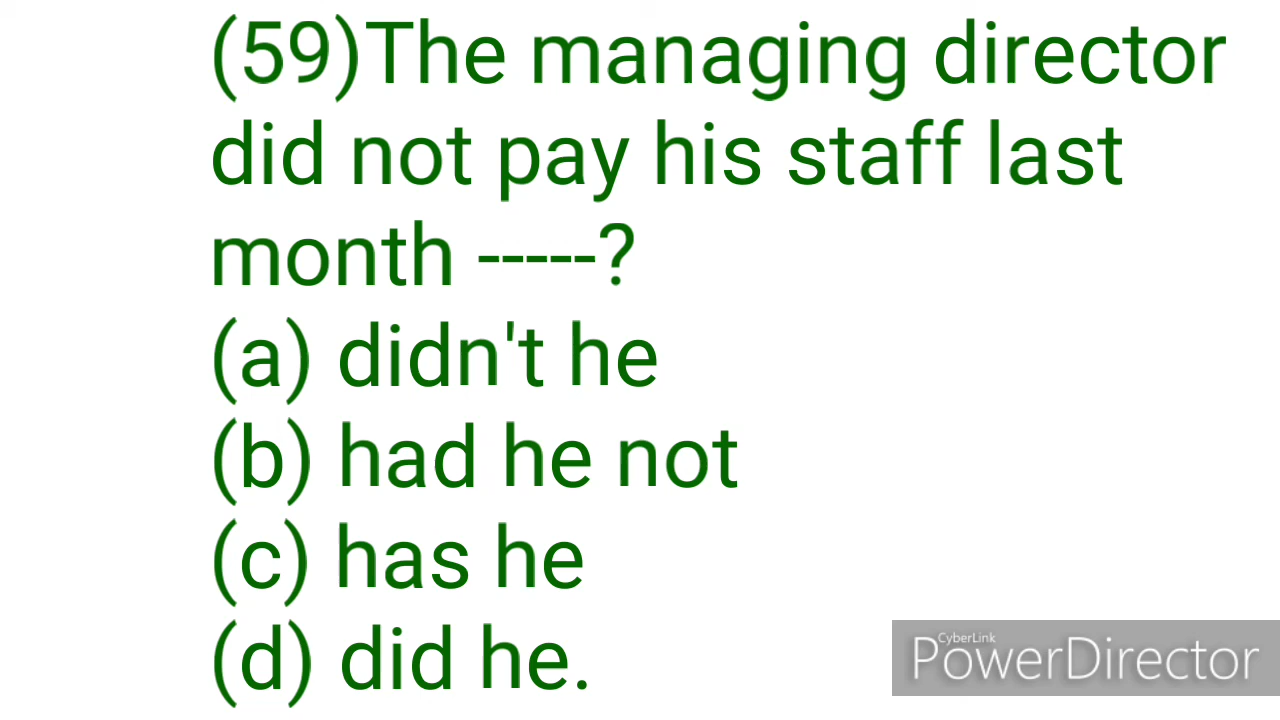 (59)The managing director
did not pay his staff last
month -----?
(a) didn't he
(b) had he not
(c) has he
(d) did he.
CyberLink
PowerDirector